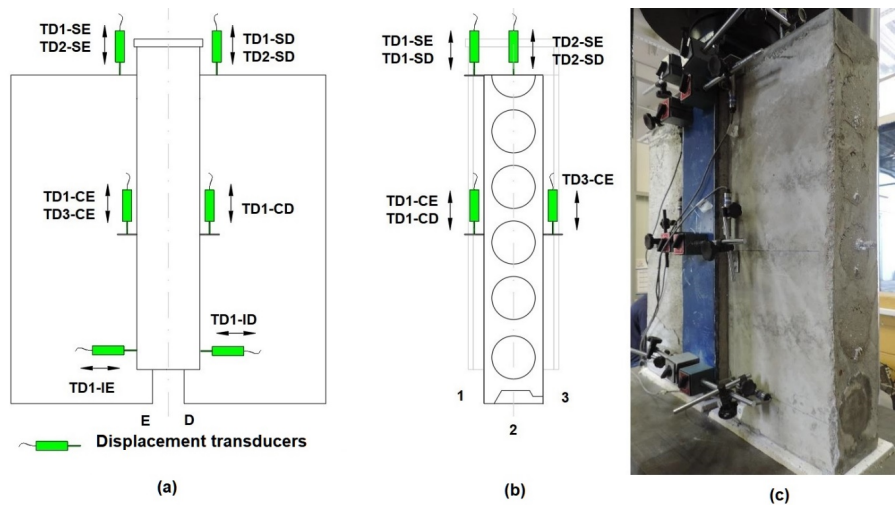 TD1-SE
TD2-SE
TD1-SD
TD2-SD
TD1-CE
TD3-CE
TD1-CD
TD1-ID
TD1-IE
E
D
Displacement transducers
(a)
TD1-SE
TD1-SD
TD2-SE
TD2-SD
TD3-CE
TD1-CE
TD1-CD
1
2
3
(b)
(c)